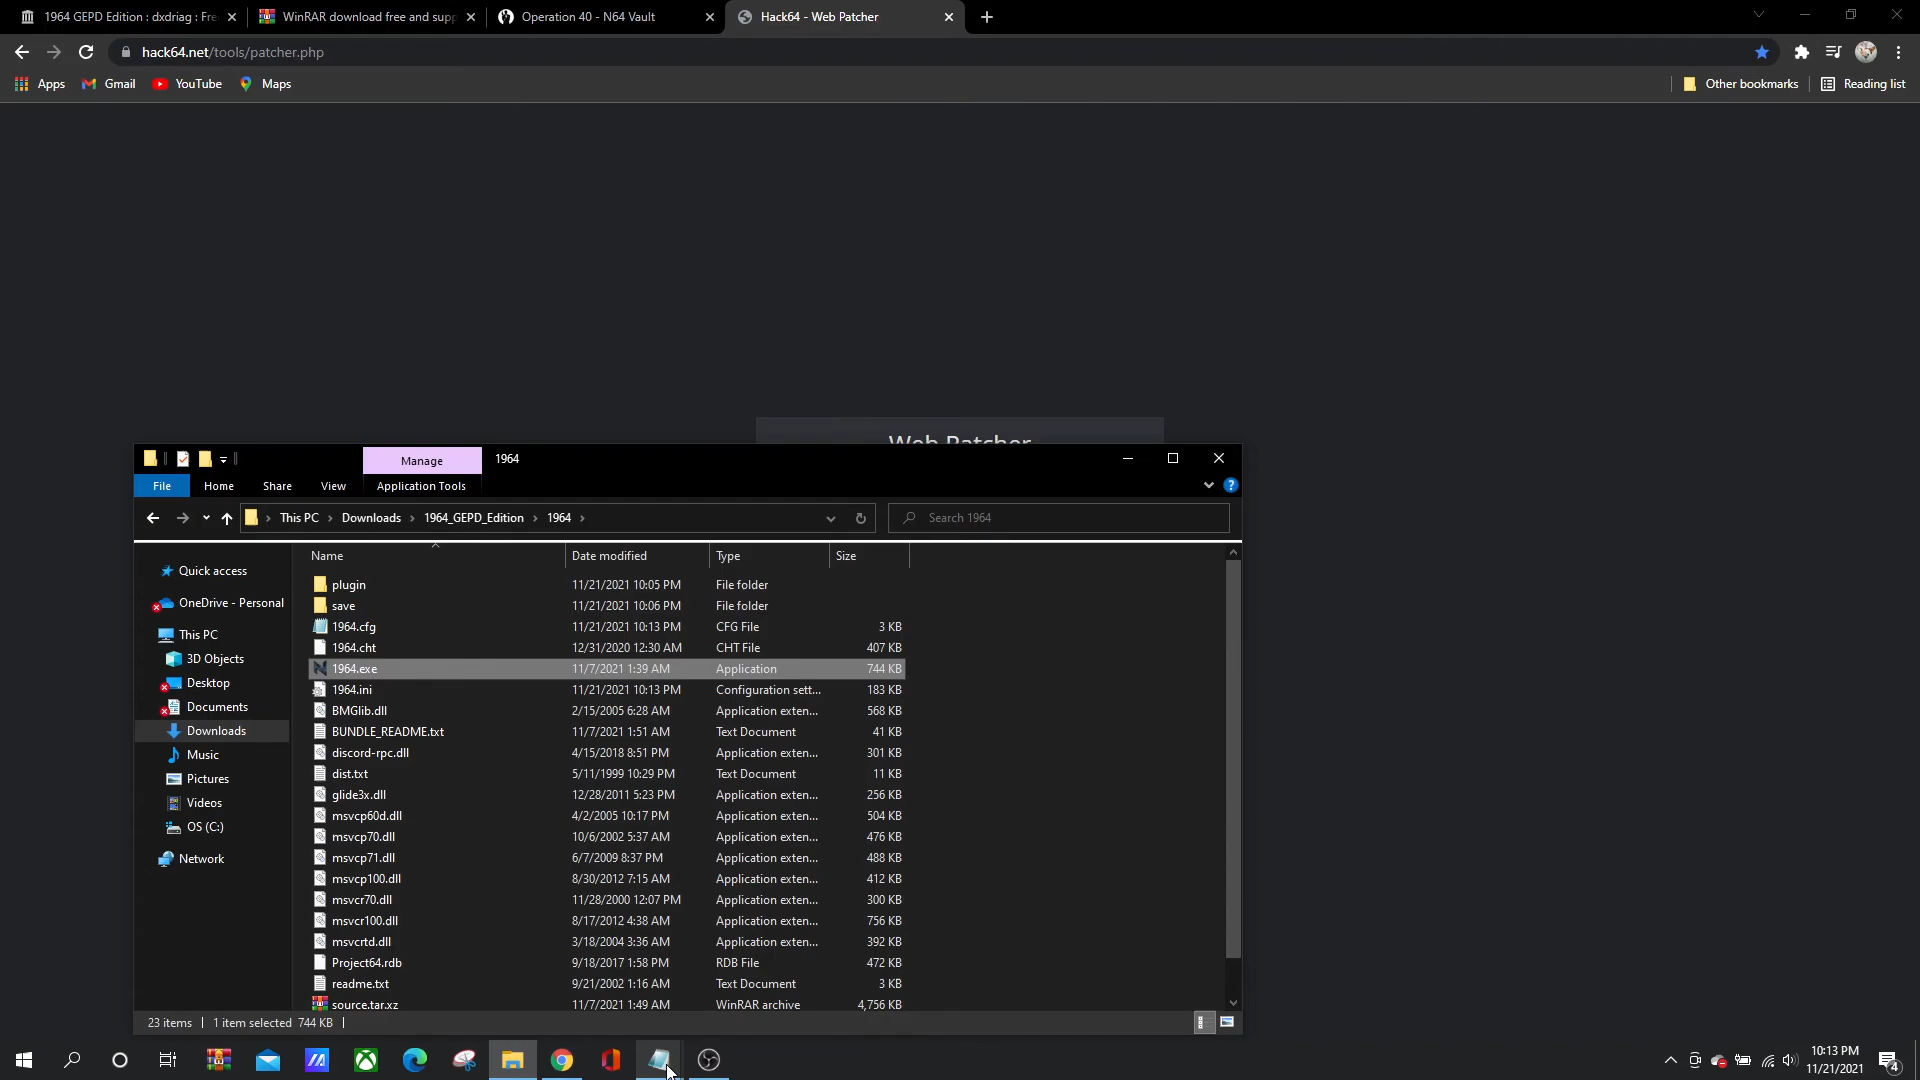 1964 GEPD Edition : dxdriag : Fre
WinRAR download free and supp
Operation 40 - N64 Vault
Hack64 - Web Patcher
hack64.net/tools/patcher.php
Apps
Gmail
YouTube
Maps
Other bookmarks
Reading list
Web Patcher
Manage
1964
File
Home
Share
View
Application Tools
This PC
Downloads
1964_GEPD_Edition
1964
Search 1964
Name Date modified Type Size
Quick access
OneDrive - Personal
This PC
3D Objects
Desktop
Documents
Downloads
Music
Pictures
Videos
OS (C:)
Network
plugin 11/21/2021 10:05 PM File folder
save 11/21/2021 10:06 PM File folder
1964.cfg 11/21/2021 10:13 PM CFG File 3 KB
1964.cht 12/31/2020 12:30 AM CHT File 407 KB
1964.exe 11/7/2021 1:39 AM Application 744 KB
1964.ini 11/21/2021 10:13 PM Configuration sett... 183 KB
BMGlib.dll 2/15/2005 6:28 AM Application exten... 568 KB
BUNDLE_README.txt 11/7/2021 1:51 AM Text Document 41 KB
discord-rpc.dll 4/15/2018 8:51 PM Application exten... 301 KB
dist.txt 5/11/1999 10:29 PM Text Document 11 KB
glide3x.dll 12/28/2011 5:23 PM Application exten... 256 KB
msvcp60d.dll 4/2/2005 10:17 PM Application exten... 504 KB
msvcp70.dll 10/6/2002 5:37 AM Application exten... 476 KB
msvcp71.dll 6/7/2009 8:37 PM Application exten... 488 KB
msvcp100.dll 8/30/2012 7:15 AM Application exten... 412 KB
msvcr70.dll 11/28/2000 12:07 PM Application exten... 300 KB
msvcr100.dll 8/17/2012 4:38 AM Application exten... 756 KB
msvcrtd.dll 3/18/2004 3:36 AM Application exten... 392 KB
Project64.rdb 9/18/2017 1:58 PM RDB File 472 KB
readme.txt 9/21/2002 1:16 AM Text Document 3 KB
source.tar.xz 11/7/2021 1:49 AM WinRAR archive 4,756 KB
23 items
1 item selected 744 KB
10:13 PM
11/21/2021
4